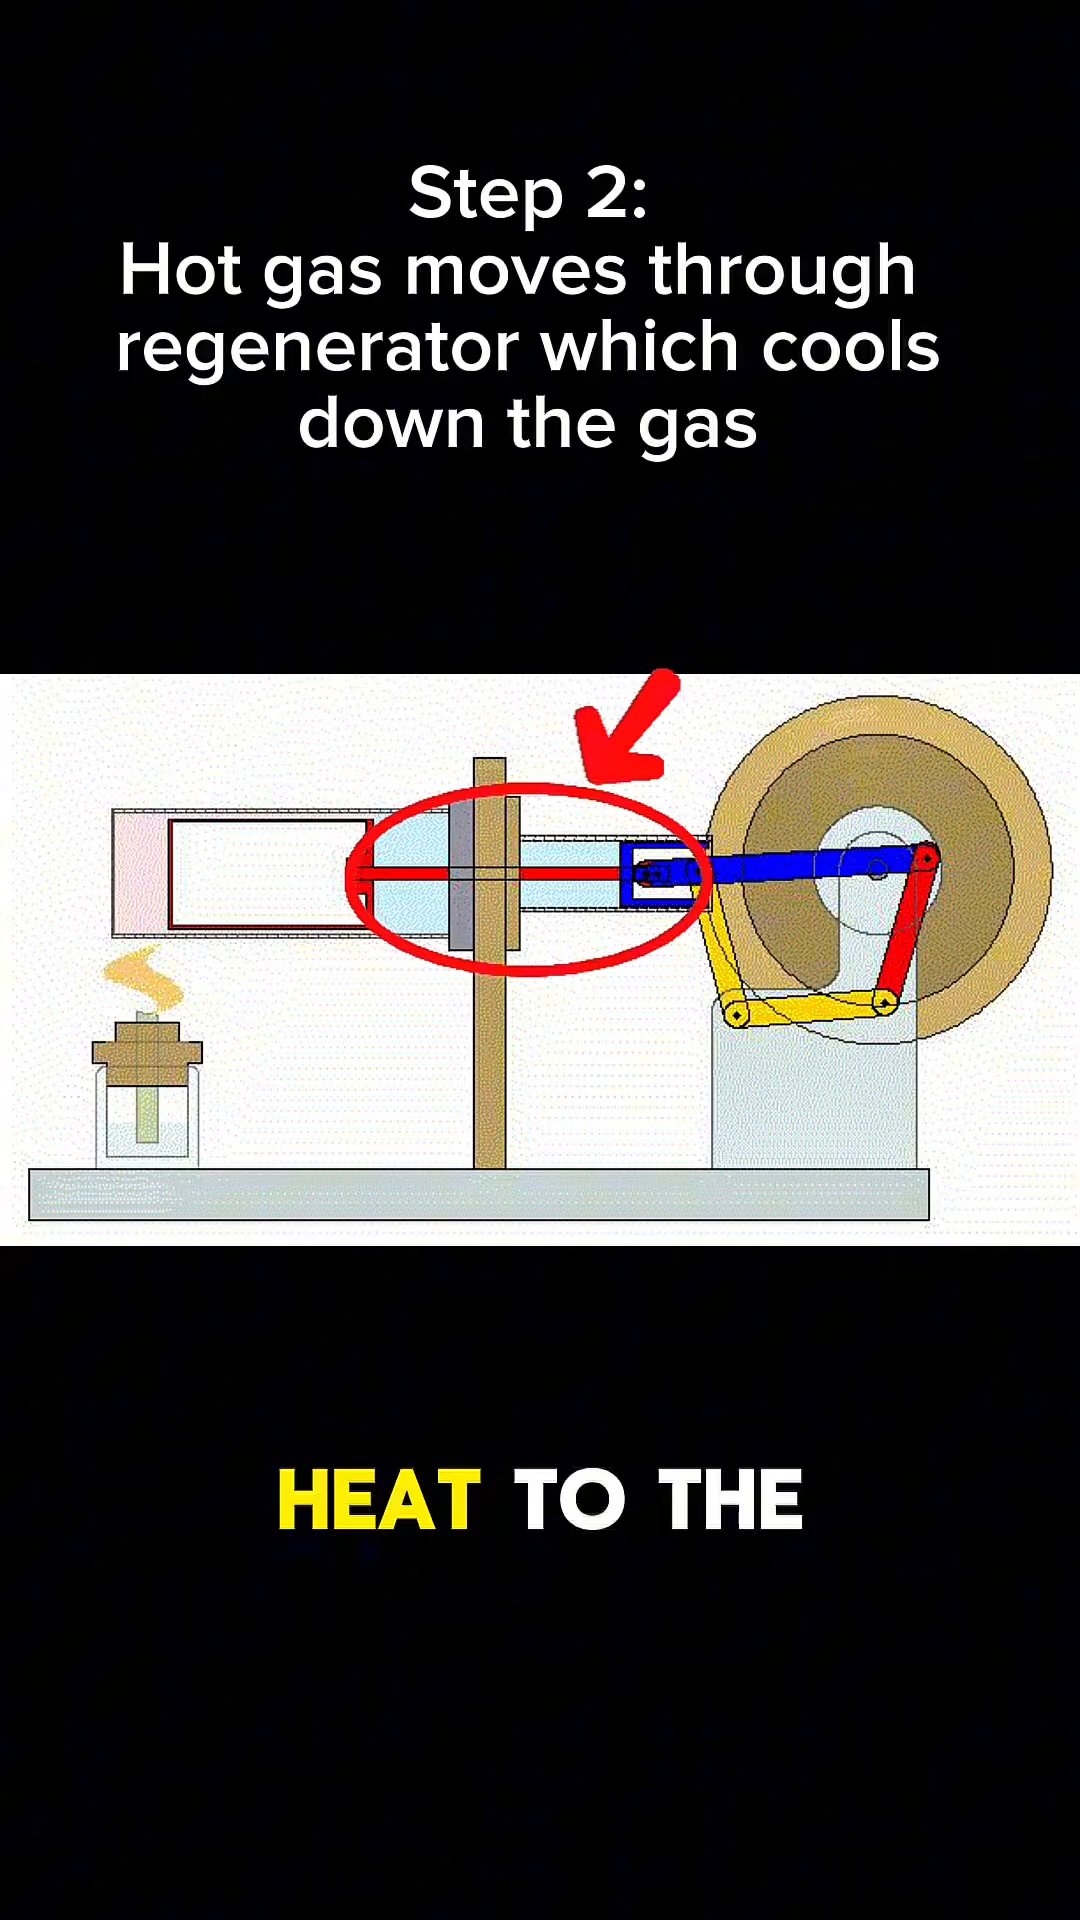 Step 2:
Hot gas moves through
regenerator which cools
down the gas
HEAT TO THE